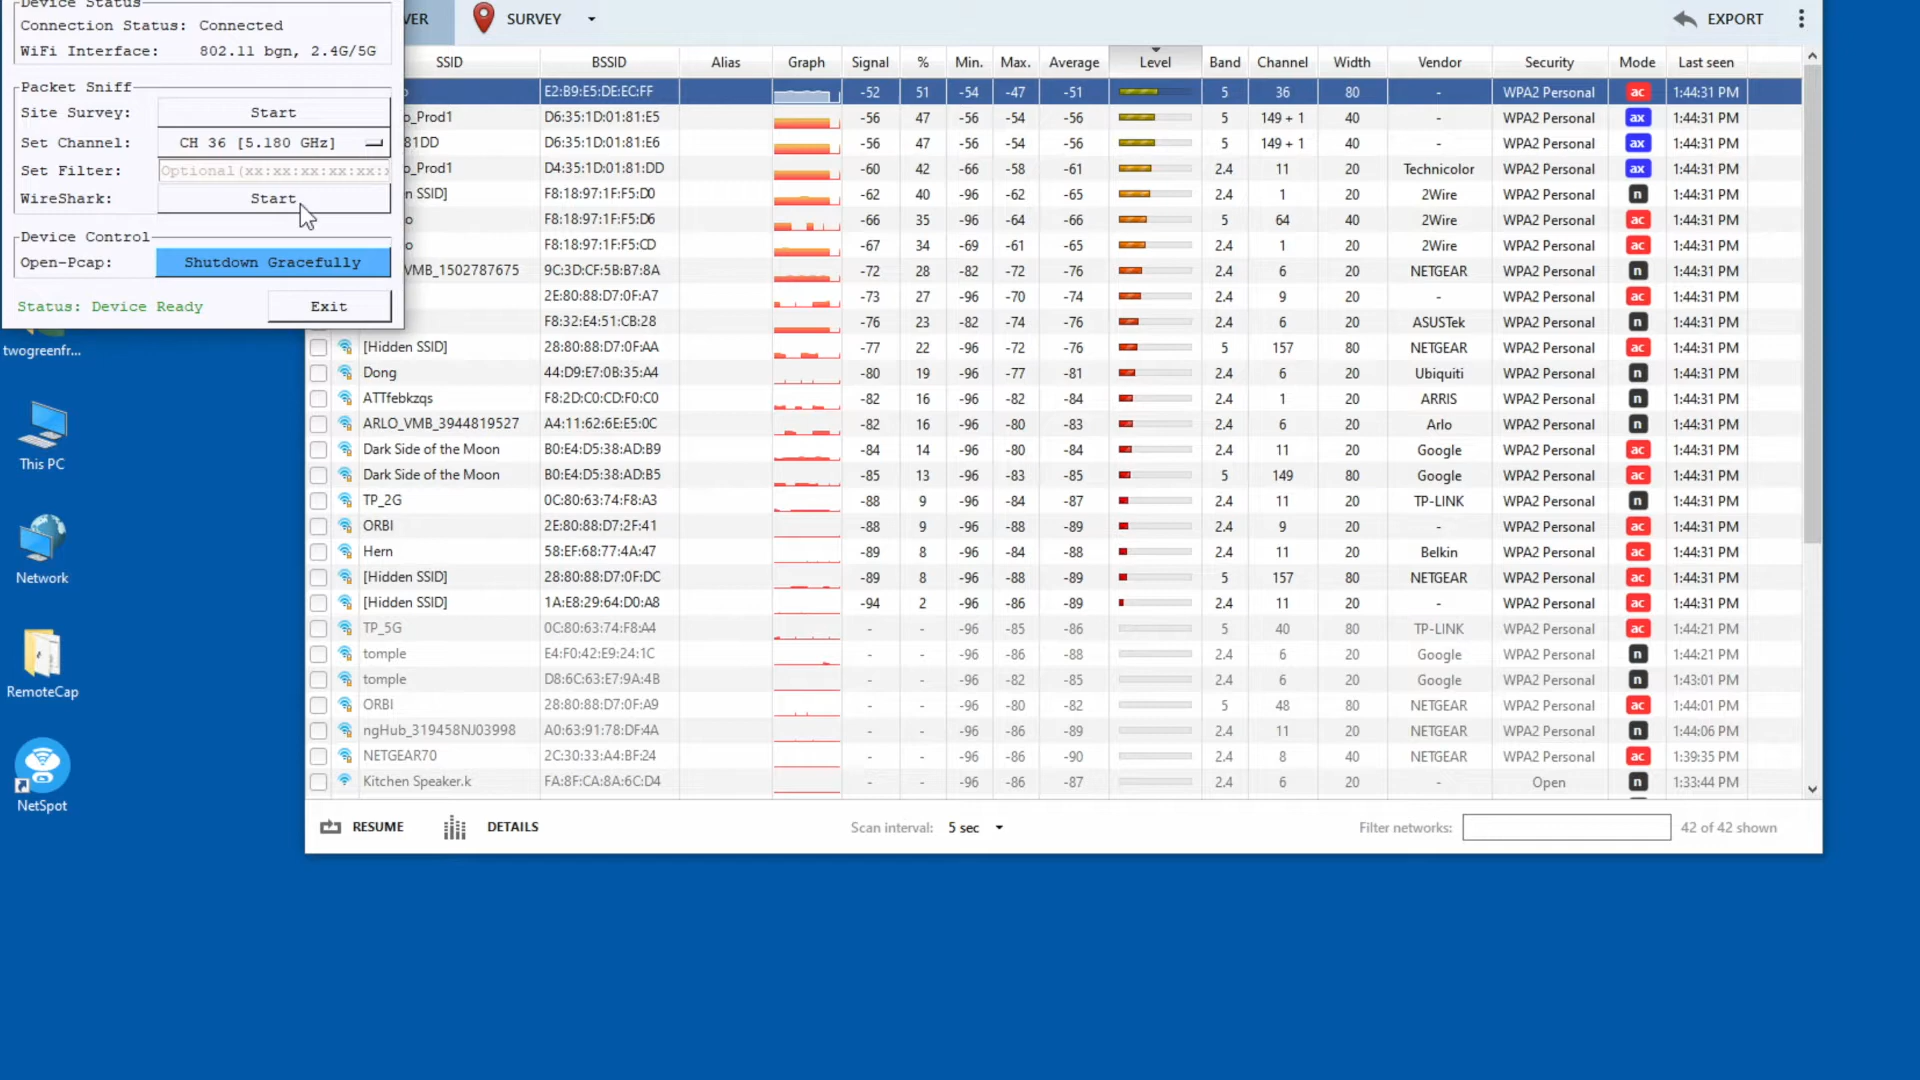 Device Status
Connection Status: Connected
WiFi Interface: 802.11 bgn, 2.4G/5G
Packet Sniff
Site Survey: Start
Set Channel: CH 36 [5.180 GHz]
Set Filter: Optional(xx:xx:xx:xx:xx:
WireShark: Start
Device Control
Open-Pcap: Shutdown Gracefully
Status: Device Ready Exit
twogreenfr...
This PC
Network
RemoteCap
NetSpot
VER SURVEY EXPORT
SSID BSSID Alias Graph Signal % Min. Max. Average Level Band Channel Width Vendor Security Mode Last seen
o E2:B9:E5:DE:EC:FF -52 51 -54 -47 -51 5 36 80 - WPA2 Personal ac 1:44:31 PM
o_Prod1 D6:35:1D:01:81:E5 -56 47 -56 -54 -56 5 149 + 1 40 - WPA2 Personal ax 1:44:31 PM
81DD D6:35:1D:01:81:E6 -56 47 -56 -54 -56 5 149 + 1 40 - WPA2 Personal ax 1:44:31 PM
o_Prod1 D4:35:1D:01:81:DD -60 42 -66 -58 -61 2.4 11 20 Technicolor WPA2 Personal ax 1:44:31 PM
n SSID] F8:18:97:1F:F5:D0 -62 40 -96 -62 -65 2.4 1 20 2Wire WPA2 Personal n 1:44:31 PM
o F8:18:97:1F:F5:D6 -66 35 -96 -64 -66 5 64 40 2Wire WPA2 Personal ac 1:44:31 PM
o F8:18:97:1F:F5:CD -67 34 -69 -61 -65 2.4 1 20 2Wire WPA2 Personal ac 1:44:31 PM
VMB_1502787675 9C:3D:CF:5B:B7:8A -72 28 -82 -72 -76 2.4 6 20 NETGEAR WPA2 Personal n 1:44:31 PM
2E:80:88:D7:0F:A7 -73 27 -96 -70 -74 2.4 9 20 - WPA2 Personal ac 1:44:31 PM
F8:32:E4:51:CB:28 -76 23 -82 -74 -76 2.4 6 20 ASUSTek WPA2 Personal n 1:44:31 PM
[Hidden SSID] 28:80:88:D7:0F:AA -77 22 -96 -72 -76 5 157 80 NETGEAR WPA2 Personal ac 1:44:31 PM
Dong 44:D9:E7:0B:35:A4 -80 19 -96 -77 -81 2.4 6 20 Ubiquiti WPA2 Personal n 1:44:31 PM
ATTfebkzqs F8:2D:C0:CD:F0:C0 -82 16 -96 -82 -84 2.4 1 20 ARRIS WPA2 Personal n 1:44:31 PM
ARLO_VMB_3944819527 A4:11:62:6E:E5:0C -82 16 -96 -80 -83 2.4 6 20 Arlo WPA2 Personal n 1:44:31 PM
Dark Side of the Moon B0:E4:D5:38:AD:B9 -84 14 -96 -80 -84 2.4 11 20 Google WPA2 Personal ac 1:44:31 PM
Dark Side of the Moon B0:E4:D5:38:AD:B5 -85 13 -96 -83 -85 5 149 80 Google WPA2 Personal ac 1:44:31 PM
TP_2G 0C:80:63:74:F8:A3 -88 9 -96 -84 -87 2.4 11 20 TP-LINK WPA2 Personal n 1:44:31 PM
ORBI 2E:80:88:D7:2F:41 -88 9 -96 -88 -89 2.4 9 20 - WPA2 Personal ac 1:44:31 PM
Hern 58:EF:68:77:4A:47 -89 8 -96 -84 -88 2.4 11 20 Belkin WPA2 Personal ac 1:44:31 PM
[Hidden SSID] 28:80:88:D7:0F:DC -89 8 -96 -88 -89 5 157 80 NETGEAR WPA2 Personal ac 1:44:31 PM
[Hidden SSID] 1A:E8:29:64:D0:A8 -94 2 -96 -86 -89 2.4 11 20 - WPA2 Personal ac 1:44:31 PM
TP_5G 0C:80:63:74:F8:A4 - - -96 -85 -86 5 40 80 TP-LINK WPA2 Personal ac 1:44:21 PM
tomple E4:F0:42:E9:24:1C - - -96 -86 -88 2.4 6 20 Google WPA2 Personal n 1:44:21 PM
tomple D8:6C:63:E7:9A:4B - - -96 -82 -85 2.4 6 20 Google WPA2 Personal n 1:43:01 PM
ORBI 28:80:88:D7:0F:A9 - - -96 -80 -82 5 48 80 NETGEAR WPA2 Personal ac 1:44:01 PM
ngHub_319458NJ03998 A0:63:91:78:DF:4A - - -96 -86 -89 2.4 11 20 NETGEAR WPA2 Personal n 1:44:06 PM
NETGEAR70 2C:30:33:A4:BF:24 - - -96 -86 -90 2.4 8 40 NETGEAR WPA2 Personal ac 1:39:35 PM
Kitchen Speaker.k FA:8F:CA:8A:6C:D4 - - -96 -86 -87 2.4 6 20 - Open n 1:33:44 PM
RESUME DETAILS Scan interval: 5 sec Filter networks: 42 of 42 shown